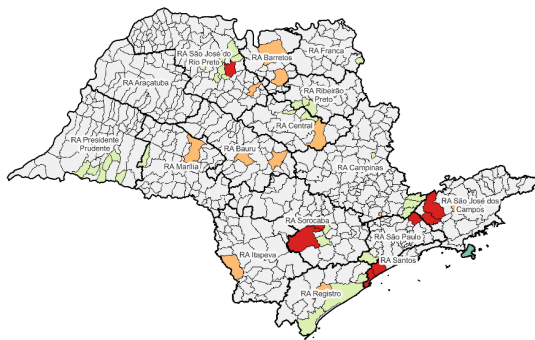 RA São José do
Rio Preto
RA Barretos
RA Franca
RA Araçatuba
RA Ribeirão
Preto
RA Central
RA Presidente
Prudente
RA Marília
RA Bauru
RA Campinas
RA São José dos
Campos
RA Sorocaba
RA São Paulo
RA Itapeva
RA Santos
RA Registro